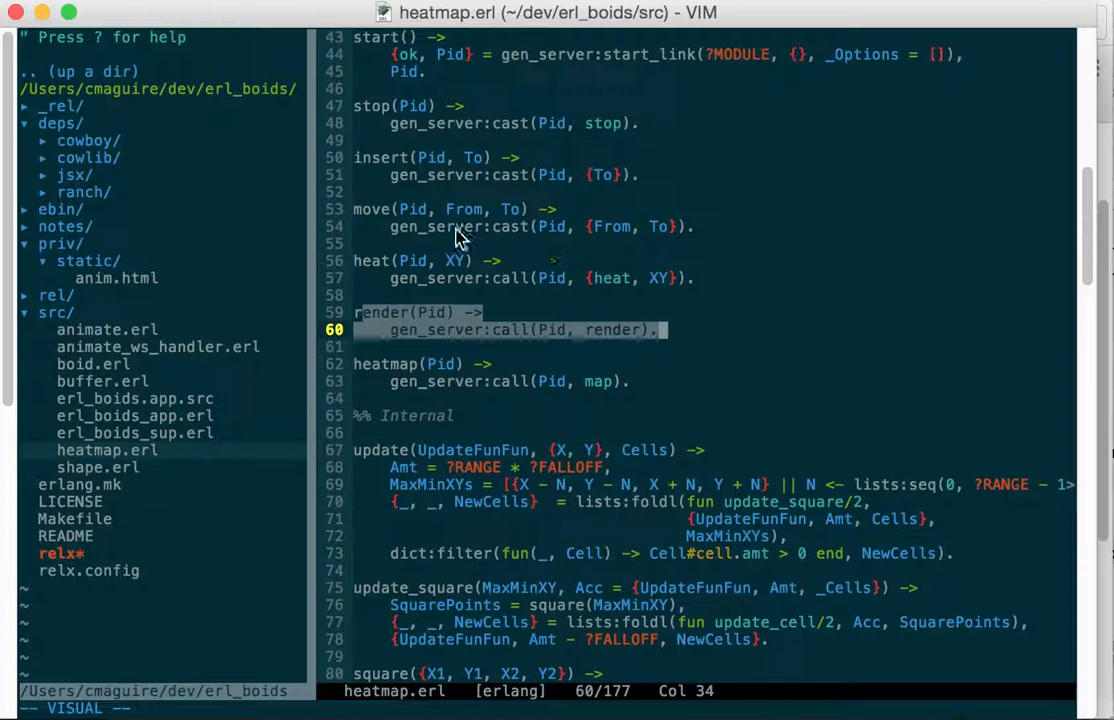 heatmap.erl (~/dev/erl_boids/src) - VIM
" Press ? for help
.. (up a dir)
/Users/cmaguire/dev/erl_boids/
▸ _rel/
▾ deps/
▸ cowboy/
▸ cowlib/
▸ jsx/
▸ ranch/
▸ ebin/
▸ notes/
▾ priv/
▾ static/
anim.html
▸ rel/
▾ src/
animate.erl
animate_ws_handler.erl
boid.erl
buffer.erl
erl_boids.app.src
erl_boids_app.erl
erl_boids_sup.erl
heatmap.erl
shape.erl
erlang.mk
LICENSE
Makefile
README
relx*
relx.config
~
~
~
~
~
~
/Users/cmaguire/dev/erl_boids
43 start() ->
44     {ok, Pid} = gen_server:start_link(?MODULE, {}, _Options = []),
45     Pid.
46
47 stop(Pid) ->
48     gen_server:cast(Pid, stop).
49
50 insert(Pid, To) ->
51     gen_server:cast(Pid, {To}).
52
53 move(Pid, From, To) ->
54     gen_server:cast(Pid, {From, To}).
55
56 heat(Pid, XY) ->
57     gen_server:call(Pid, {heat, XY}).
58
59 render(Pid) ->
60     gen_server:call(Pid, render).
61
62 heatmap(Pid) ->
63     gen_server:call(Pid, map).
64
65 %% Internal
66
67 update(UpdateFunFun, {X, Y}, Cells) ->
68     Amt = ?RANGE * ?FALLOFF,
69     MaxMinXYs = [{X - N, Y - N, X + N, Y + N} || N <- lists:seq(0, ?RANGE - 1>
70     {_, _, NewCells}  = lists:foldl(fun update_square/2,
71                                     {UpdateFunFun, Amt, Cells},
72                                     MaxMinXYs),
73     dict:filter(fun(_, Cell) -> Cell#cell.amt > 0 end, NewCells).
74
75 update_square(MaxMinXY, Acc = {UpdateFunFun, Amt, _Cells}) ->
76     SquarePoints = square(MaxMinXY),
77     {_, _, NewCells} = lists:foldl(fun update_cell/2, Acc, SquarePoints),
78     {UpdateFunFun, Amt - ?FALLOFF, NewCells}.
79
80 square({X1, Y1, X2, Y2}) ->
heatmap.erl   [erlang]   60/177   Col 34
-- VISUAL --